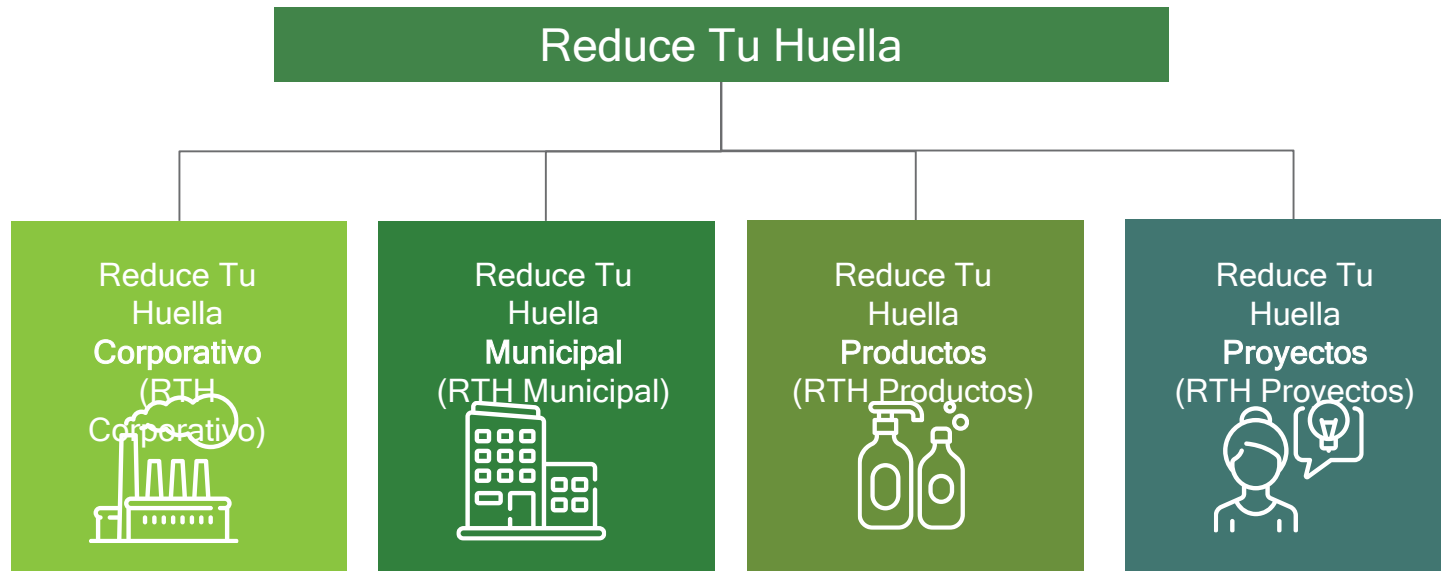 Reduce Tu Huella
Reduce Tu
Huella
Corporativo
(RTH
Corporativo)
Reduce Tu
Huella
Municipal
(RTH Municipal)
Reduce Tu
Huella
Productos
(RTH Productos)
Reduce Tu
Huella
Proyectos
(RTH Proyectos)